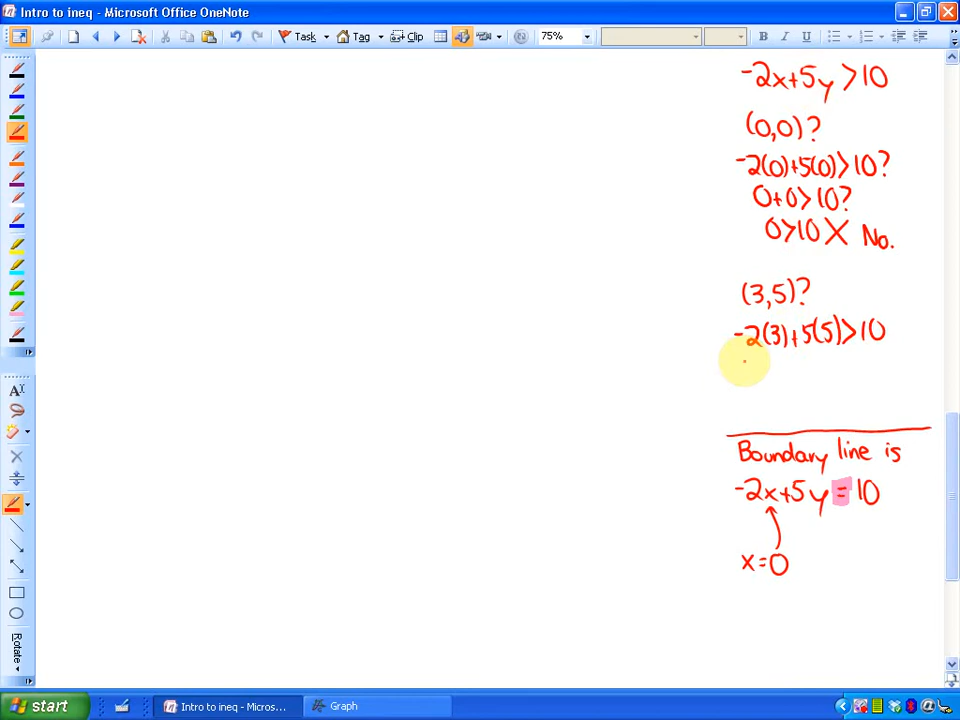 Intro to ineq - Microsoft Office OneNote
Task
Tag
Clip
75%
B I U
A
Rotate
-2x+5y >10
(0,0)?
-2(0)+5(0)>10?
0+0>10?
0>10 X No.
(3,5)?
-2(3)+5(5)>10
Boundary line is
-2x+5y = 10
x=0
start
Intro to ineq - Micros...
Graph